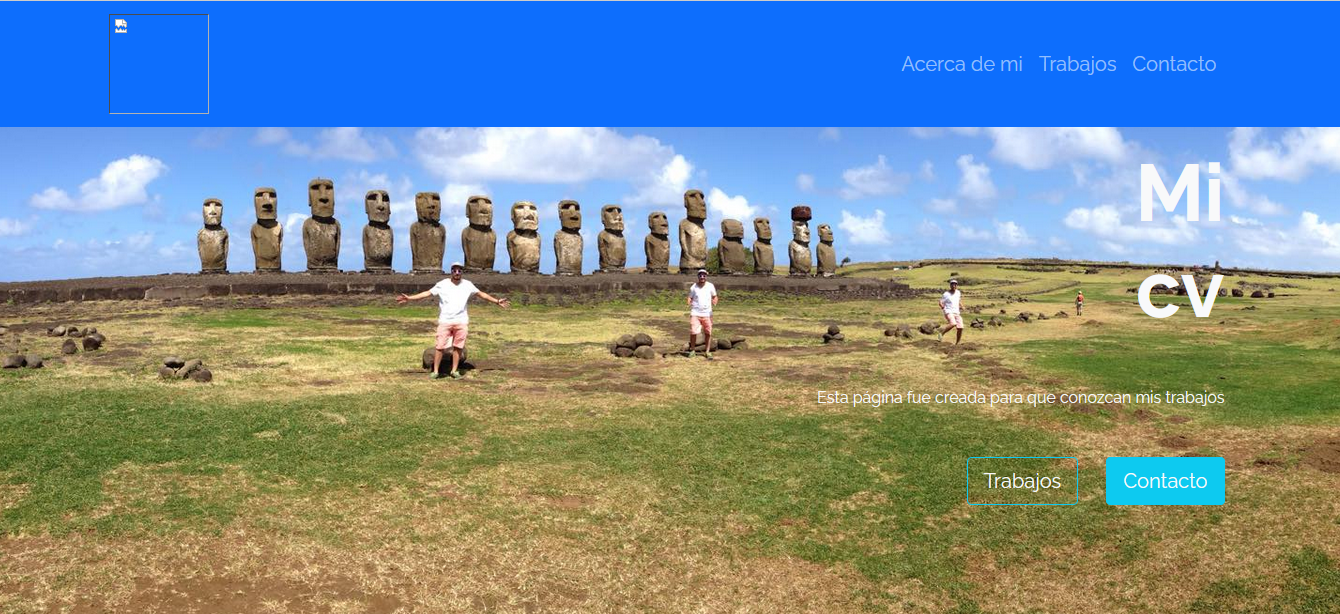 Acerca de mi Trabajos Contacto
Mi
cv
Esta página fue creada para que conozcan mis trabajos
Trabajos Contacto